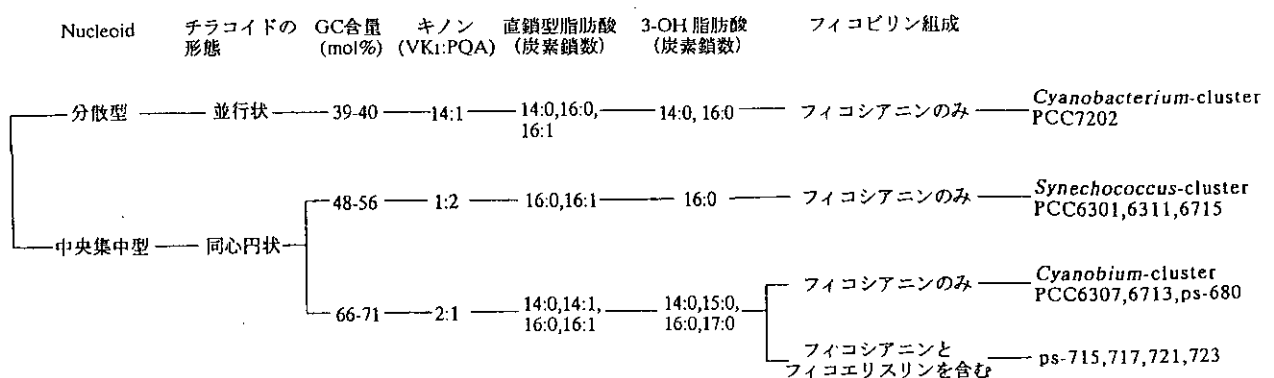 Nucleoid チラコイドの GC含量 キノン 直鎖型脂肪酸 3-OH 脂肪酸 フィコビリン組成
形態 (mol%) (VK1:PQA) (炭素鎖数) (炭素鎖数)
分散型 並行状 39-40 14:1 14:0,16:0, 14:0, 16:0 フィコシアニンのみ Cyanobacterium-cluster
16:1 PCC7202
48-56 1:2 16:0,16:1 16:0 フィコシアニンのみ Synechococcus-cluster
PCC6301,6311,6715
中央集中型 同心円状
フィコシアニンのみ Cyanobium-cluster
PCC6307,6713,ps-680
66-71 2:1 14:0,14:1, 14:0,15:0,
16:0,16:1 16:0,17:0
フィコシアニンと ps-715,717,721,723
フィコエリスリンを含む